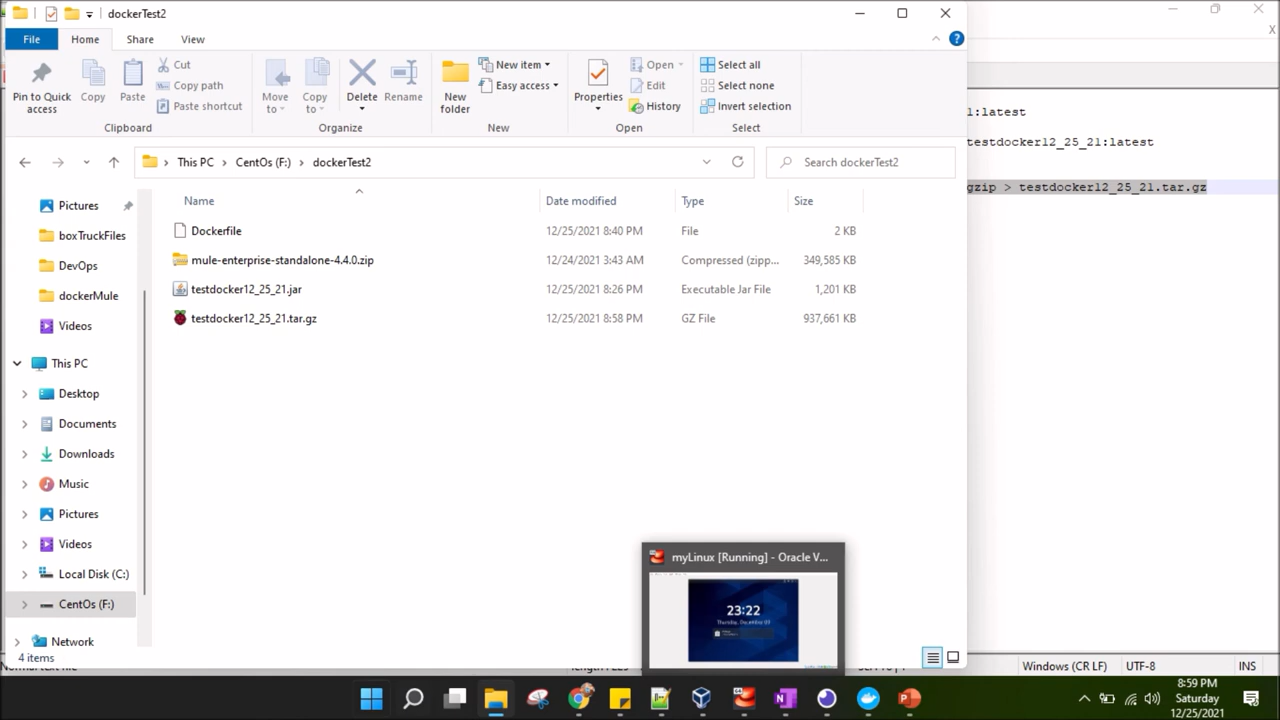 dockerTest2
File
Home
Share
View
Pin to Quick access
Copy
Paste
Cut
Copy path
Paste shortcut
Clipboard
Move to
Copy to
Delete
Rename
Organize
New folder
New item
Easy access
New
Properties
Open
Edit
History
Open
Select all
Select none
Invert selection
Select
This PC
CentOs (F:)
dockerTest2
Search dockerTest2
Name
Date modified
Type
Size
Dockerfile
12/25/2021 8:40 PM
File
2 KB
mule-enterprise-standalone-4.4.0.zip
12/24/2021 3:43 AM
Compressed (zipp...
349,585 KB
testdocker12_25_21.jar
12/25/2021 8:26 PM
Executable Jar File
1,201 KB
testdocker12_25_21.tar.gz
12/25/2021 8:58 PM
GZ File
937,661 KB
Pictures
boxTruckFiles
DevOps
dockerMule
Videos
This PC
Desktop
Documents
Downloads
Music
Pictures
Videos
Local Disk (C:)
CentOs (F:)
Network
4 items
1:latest
testdocker12_25_21:latest
gzip > testdocker12_25_21.tar.gz
myLinux [Running] - Oracle V...
23:22
Windows (CR LF)
UTF-8
INS
8:59 PM
Saturday
12/25/2021